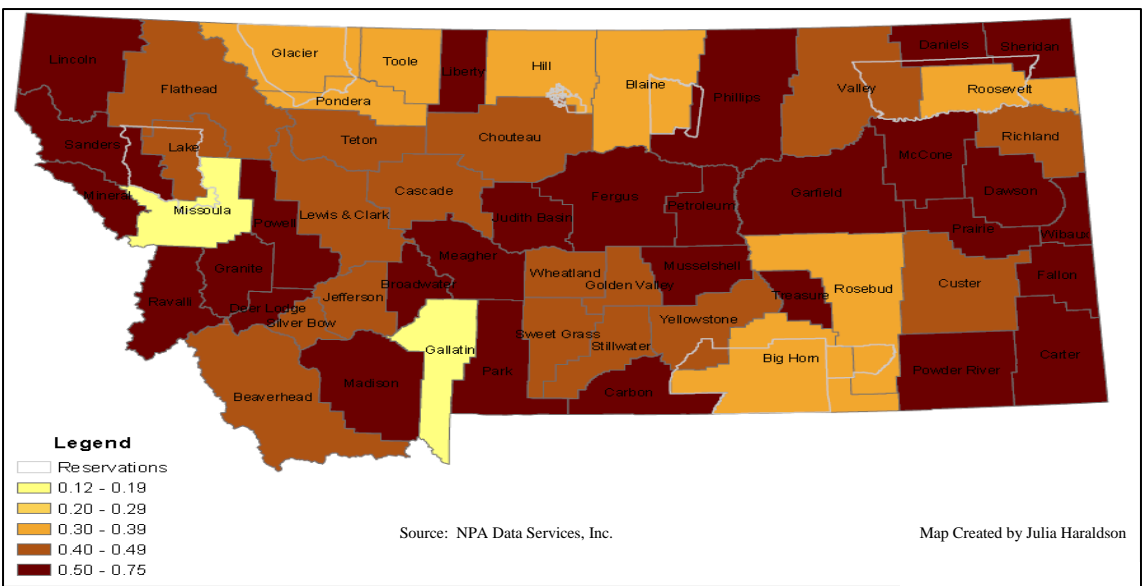 Lincoln
Glacier
Toole
Liberty
Hill
Blaine
Phillips
Valley
Daniels
Sheridan
Roosevelt
Flathead
Pondera
Teton
Chouteau
Richland
Sanders
Lake
McCone
Mineral
Missoula
Powell
Lewis & Clark
Cascade
Judith Basin
Fergus
Petroleum
Garfield
Dawson
Prairie
Wibaux
Granite
Meagher
Wheatland
Golden Valley
Musselshell
Ravalli
Deer Lodge
Silver Bow
Jefferson
Broadwater
Treasure
Rosebud
Custer
Fallon
Sweet Grass
Stillwater
Yellowstone
Gallatin
Big Horn
Beaverhead
Madison
Park
Carbon
Powder River
Carter
Legend
Reservations
0.12 - 0.19
0.20 - 0.29
0.30 - 0.39
0.40 - 0.49
0.50 - 0.75
Source: NPA Data Services, Inc.
Map Created by Julia Haraldson